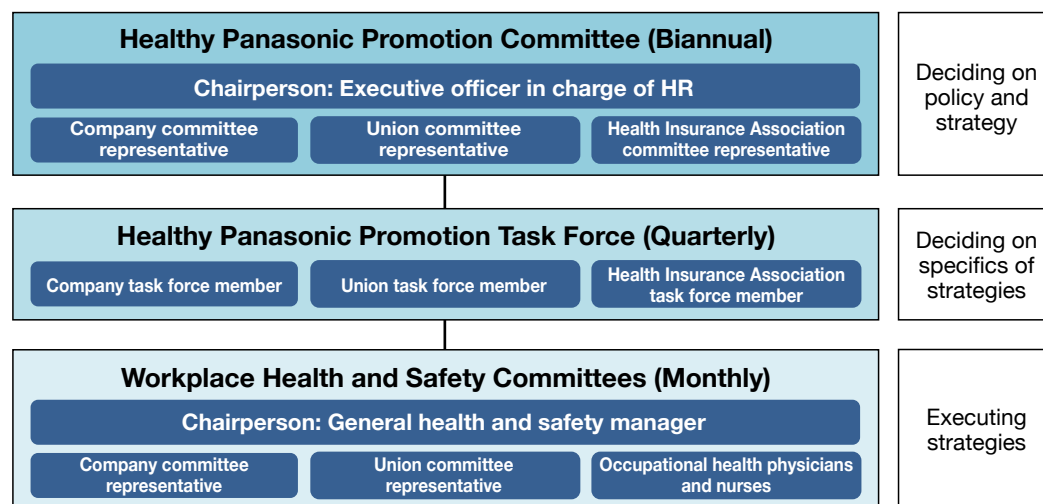 Healthy Panasonic Promotion Committee (Biannual)
Chairperson: Executive officer in charge of HR
Company committee
representative
Union committee
representative
Health Insurance Association
committee representative
Deciding on
policy and
strategy
Healthy Panasonic Promotion Task Force (Quarterly)
Company task force member
Union task force member
Health Insurance Association
task force member
Deciding on
specifics of
strategies
Workplace Health and Safety Committees (Monthly)
Chairperson: General health and safety manager
Company committee
representative
Union committee
representative
Occupational health physicians
and nurses
Executing
strategies